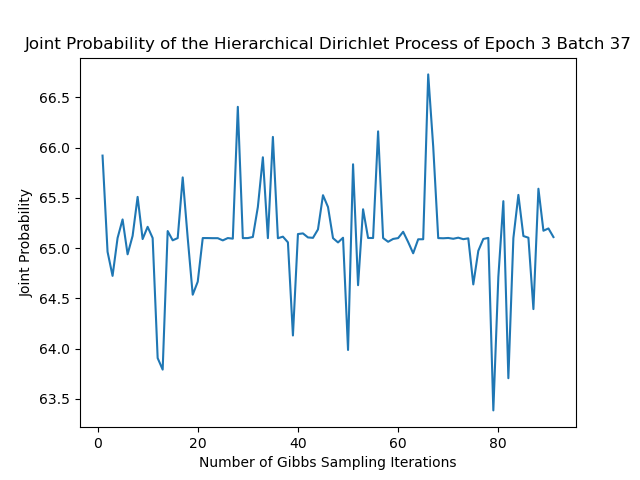 Joint Probability of the Hierarchical Dirichlet Process of Epoch 3 Batch 37
66.5
66.0
65.5
65.0
64.5
64.0
63.5
Joint Probability
0 20 40 60 80
Number of Gibbs Sampling Iterations